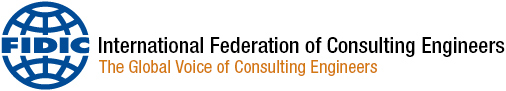 FIDIC
International Federation of Consulting Engineers
The Global Voice of Consulting Engineers